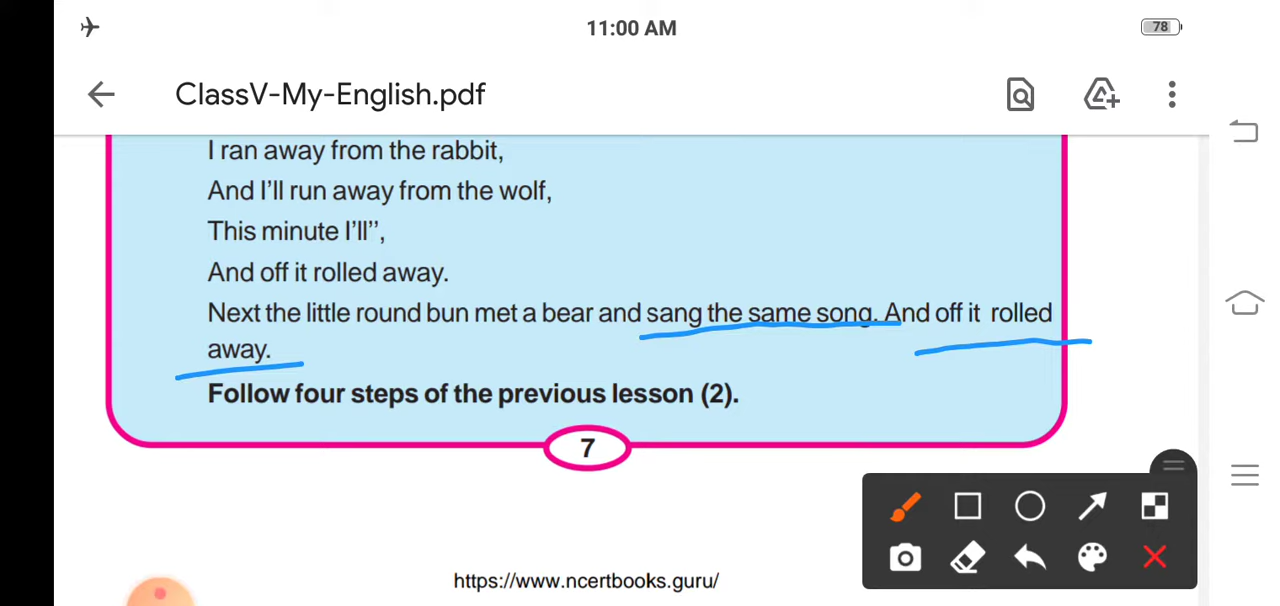 11:00 AM
78
ClassV-My-English.pdf
I ran away from the rabbit,
And I'll run away from the wolf,
This minute I'll'',
And off it rolled away.
Next the little round bun met a bear and sang the same song. And off it rolled
away.
Follow four steps of the previous lesson (2).
7
https://www.ncertbooks.guru/